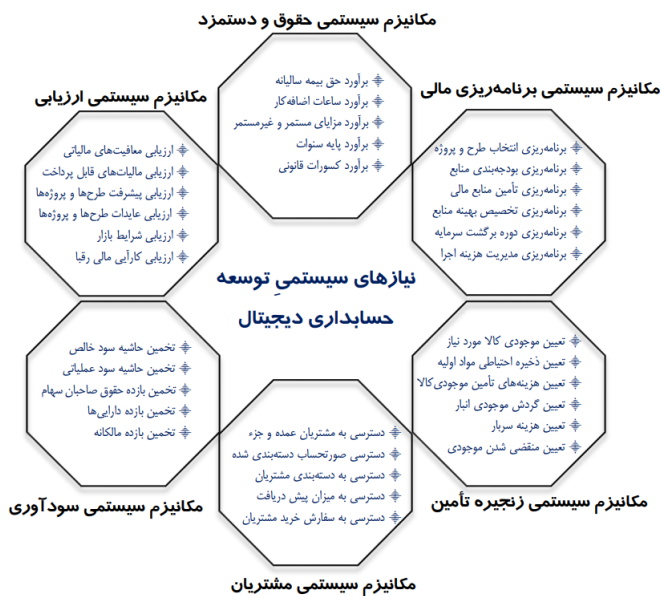 مکانیزم سیستمی حقوق و دستمزد
برآورد حق بیمه سالیانه
برآورد ساعات اضافه‌کار
برآورد مزایای مستمر و غیرمستمر
برآورد پایه سنوات
برآورد کسورات قانونی
مکانیزم سیستمی برنامه‌ریزی مالی
برنامه‌ریزی انتخاب طرح و پروژه
برنامه‌ریزی بودجه‌بندی منابع
برنامه‌ریزی تأمین منابع مالی
برنامه‌ریزی تخصیص بهینه منابع
برنامه‌ریزی دوره برگشت سرمایه
برنامه‌ریزی مدیریت هزینه اجرا
مکانیزم سیستمی ارزیابی
ارزیابی معافیت‌های مالیاتی
ارزیابی مالیات‌های قابل پرداخت
ارزیابی پیشرفت طرح‌ها و پروژه‌ها
ارزیابی عایدات طرح‌ها و پروژه‌ها
ارزیابی شرایط بازار
ارزیابی کارآیی مالی رقبا
نیازهای سیستمیِ توسعه
حسابداری دیجیتال
تعیین موجودی کالا مورد نیاز
تعیین ذخیره احتیاطی مواد اولیه
تعیین هزینه‌های تأمین موجودی‌کالا
تعیین گردش موجودی انبار
تعیین هزینه سربار
تعیین منقضی شدن موجودی
مکانیزم سیستمی زنجیره تأمین
تخمین حاشیه سود خالص
تخمین حاشیه سود عملیاتی
تخمین بازده حقوق صاحبان سهام
تخمین بازده دارایی‌ها
تخمین بازده مالکانه
مکانیزم سیستمی سودآوری
دسترسی به مشتریان عمده و جزء
دسترسی صورتحساب دسته‌بندی شده
دسترسی به دسته‌بندی مشتریان
دسترسی به میزان پیش دریافت
دسترسی به سفارش خرید مشتریان
مکانیزم سیستمی مشتریان